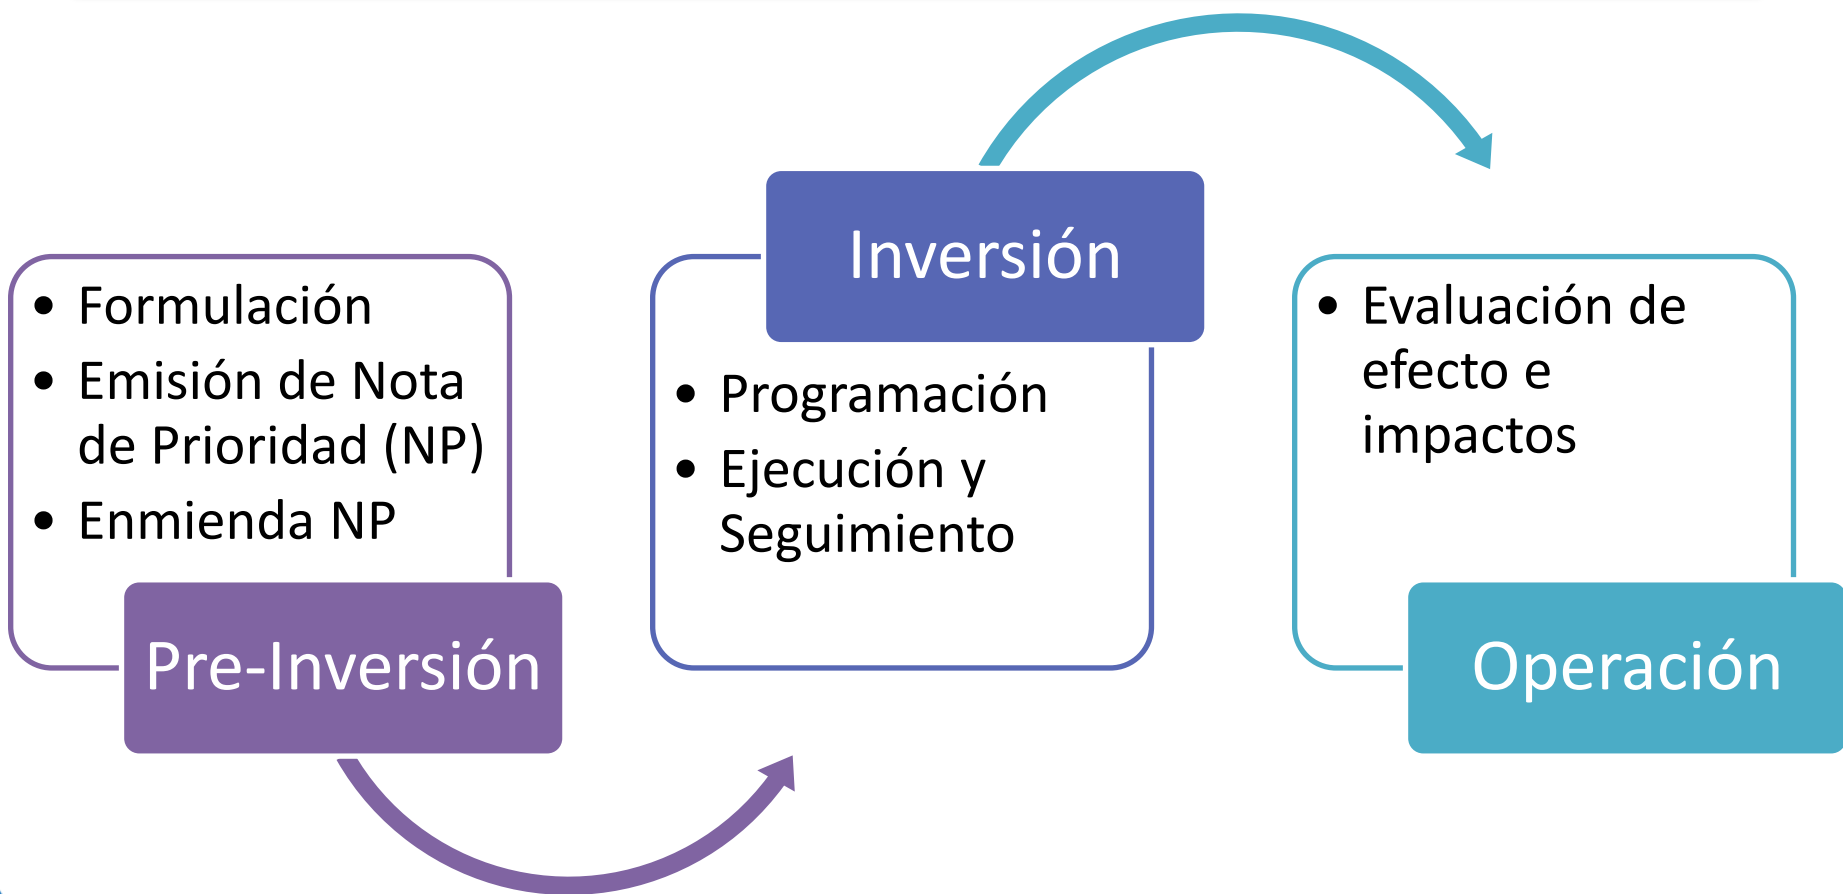 • Formulación
• Emisión de Nota
de Prioridad (NP)
• Enmienda NP
Pre-Inversión
Inversión
• Programación
• Ejecución y
Seguimiento
• Evaluación de
efecto e
impactos
Operación